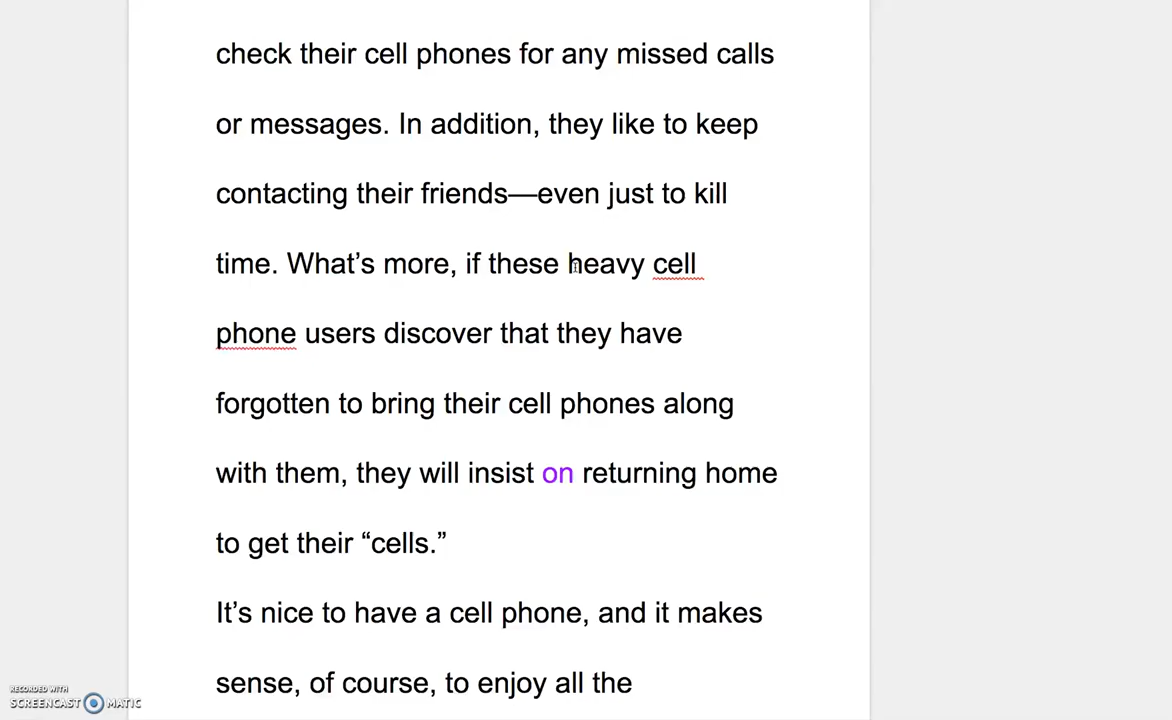 check their cell phones for any missed calls
or messages. In addition, they like to keep
contacting their friends—even just to kill
time. What’s more, if these heavy cell
phone users discover that they have
forgotten to bring their cell phones along
with them, they will insist on returning home
to get their “cells.”
It’s nice to have a cell phone, and it makes
sense, of course, to enjoy all the
RECORDED WITH
SCREENCAST MATIC